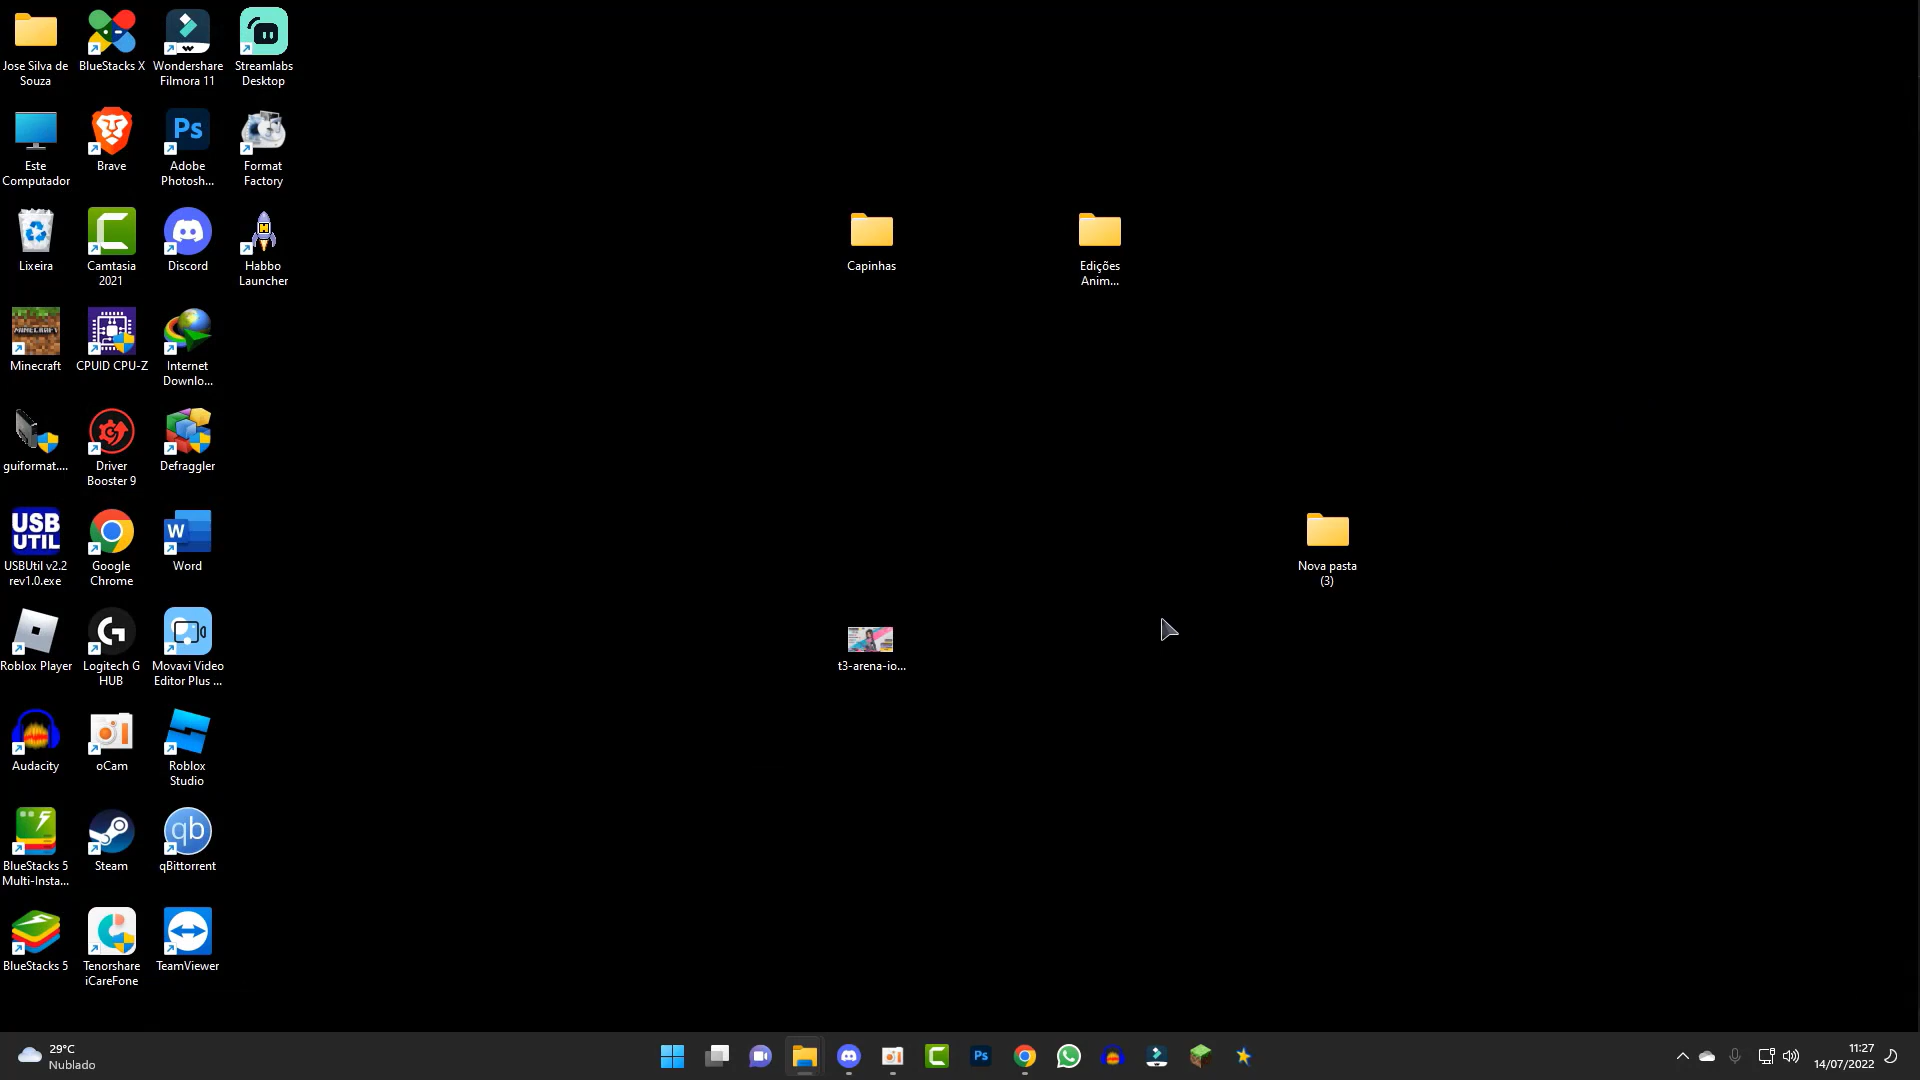 Jose Silva de
Souza
BlueStacks X
Wondershare
Filmora 11
Streamlabs
Desktop
Este
Computador
Brave
Ps
Adobe
Photosh...
Format
Factory
Lixeira
Camtasia
2021
Discord
Habbo
Launcher
Capinhas
Edições
Anim...
MINECRAFT
Minecraft
CPUID CPU-Z
Internet
Downlo...
guiformat....
Driver
Booster 9
Defraggler
USB
UTIL
USBUtil v2.2
rev1.0.exe
Google
Chrome
W
Word
Nova pasta
(3)
Roblox Player
Logitech G
HUB
Movavi Video
Editor Plus ...
t3-arena-io...
Audacity
oCam
Roblox
Studio
BlueStacks 5
Multi-Insta...
Steam
qb
qBittorrent
BlueStacks 5
Tenorshare
iCareFone
TeamViewer
29°C
Nublado
Ps
11:27
14/07/2022